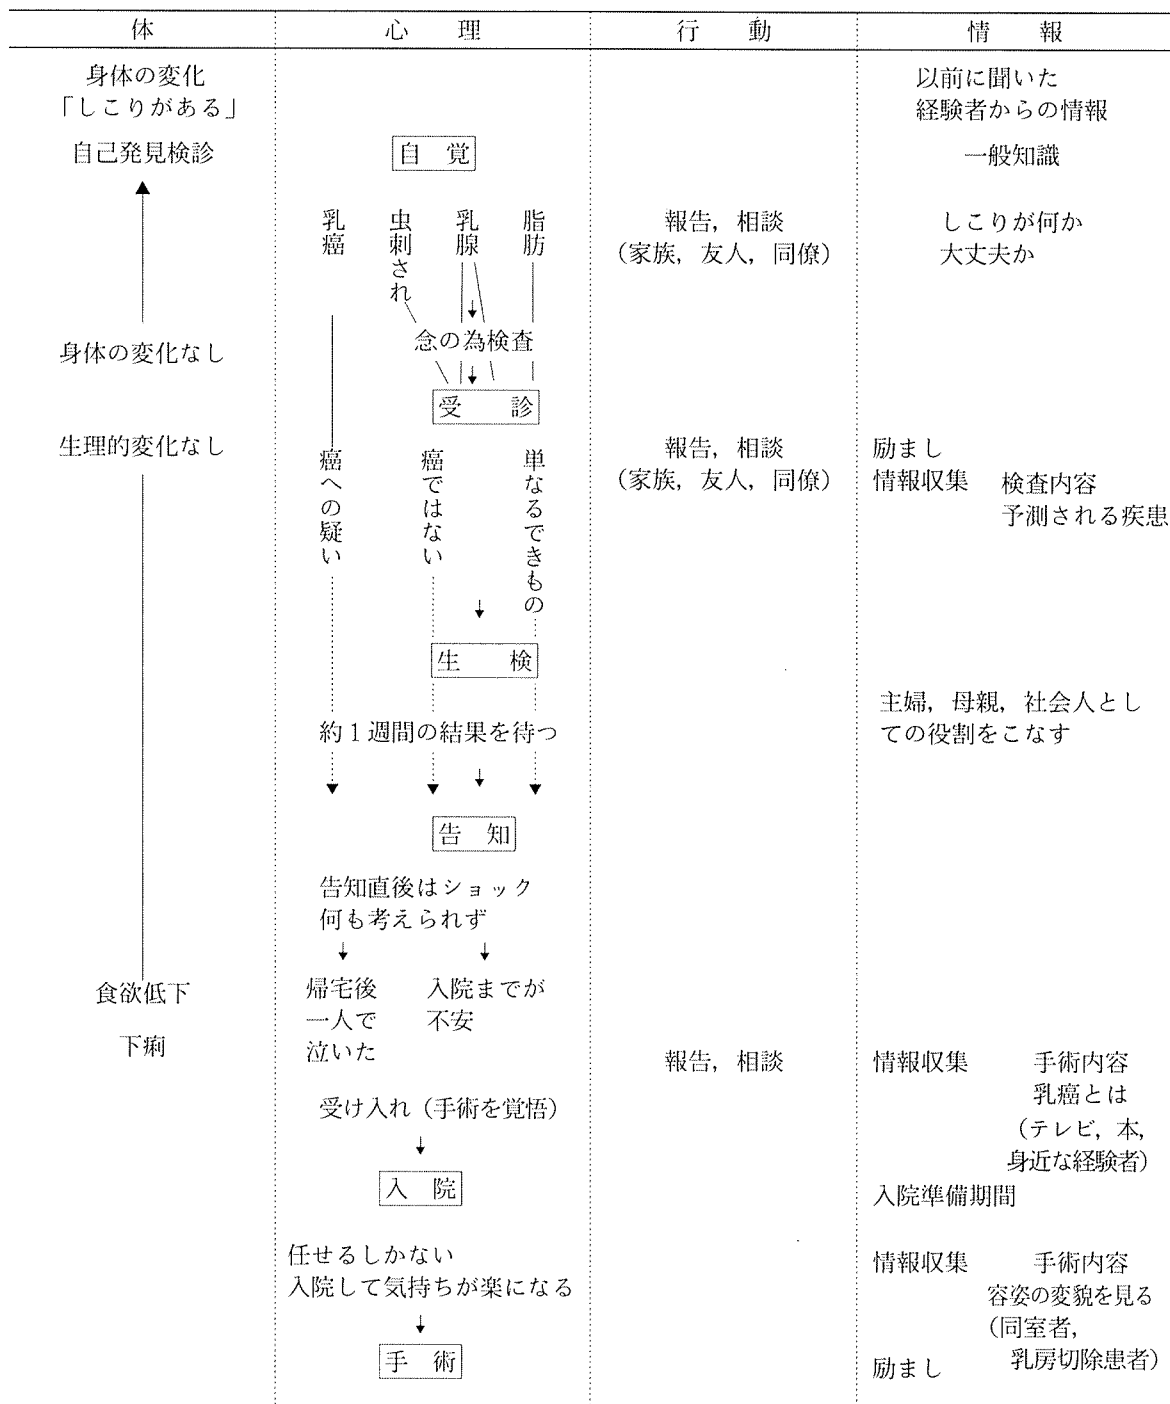 体
心　理
行　動
情　報
身体の変化
「しこりがある」
以前に聞いた
経験者からの情報
自己発見検診
自　覚
一般知識
乳癌
虫刺され
乳腺
脂肪
報告，相談
（家族，友人，同僚）
しこりが何か
大丈夫か
念の為検査
身体の変化なし
受　診
生理的変化なし
癌への疑い
癌ではない
単なるできもの
報告，相談
（家族，友人，同僚）
励まし
情報収集　検査内容
予測される疾患
生　検
約１週間の結果を待つ
主婦，母親，社会人とし
ての役割をこなす
告　知
告知直後はショック
何も考えられず
食欲低下
下痢
帰宅後
一人で
泣いた
入院までが
不安
報告，相談
情報収集　手術内容
乳癌とは
（テレビ，本，
身近な経験者）
受け入れ（手術を覚悟）
入　院
入院準備期間
任せるしかない
入院して気持ちが楽になる
情報収集　手術内容
容姿の変貌を見る
（同室者，
乳房切除患者）
手　術
励まし